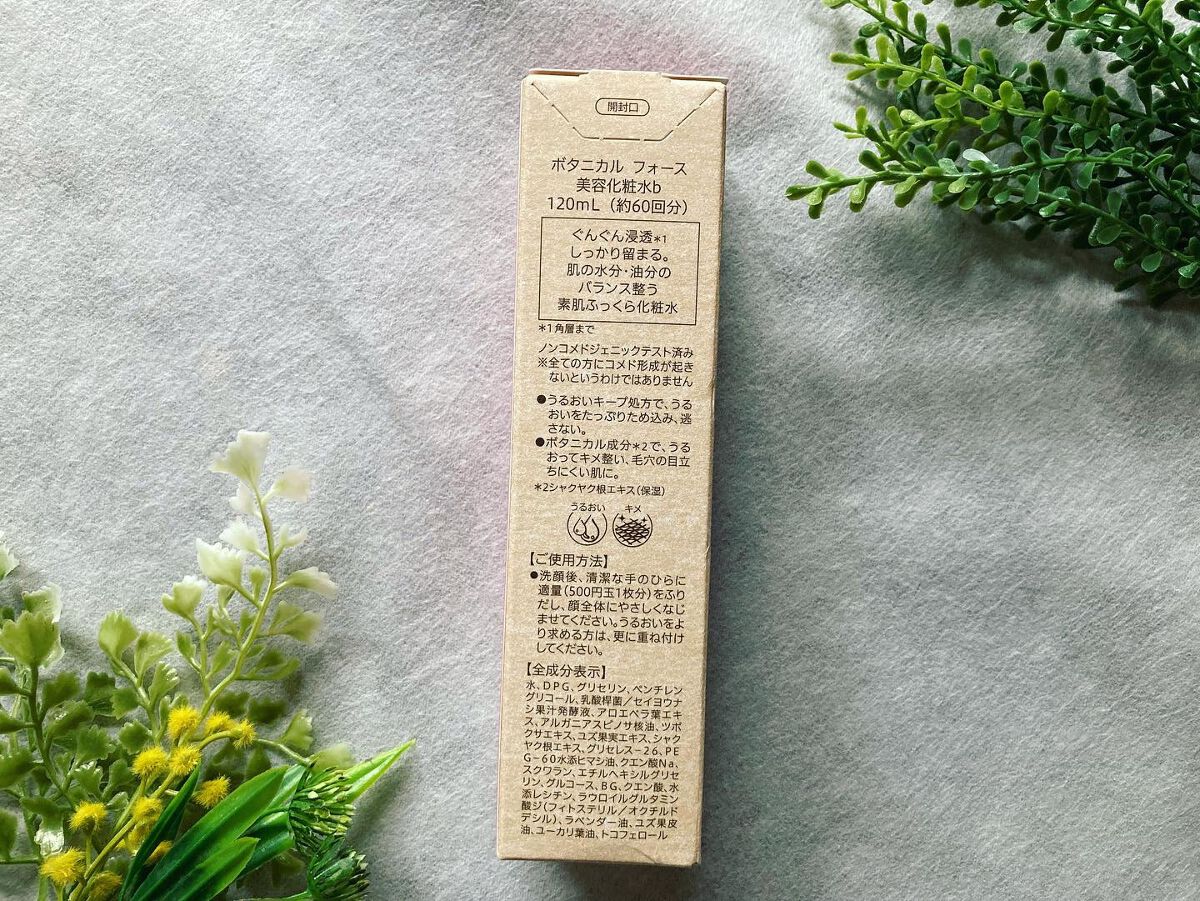 開封口
ボタニカル フォース
美容化粧水b
120mL（約60回分）
ぐんぐん浸透*1
しっかり留まる。
肌の水分・油分の
バランス整う
素肌ふっくら化粧水
*1角層まで
ノンコメドジェニックテスト済み
※全ての方にコメド形成が起き
ないというわけではありません
●うるおいキープ処方で、うる
おいをたっぷりため込み、逃
さない。
●ボタニカル成分*2で、うる
おってキメ整い、毛穴の目立
ちにくい肌に。
*2シャクヤク根エキス（保湿）
うるおい キメ
【ご使用方法】
●洗顔後、清潔な手のひらに
適量（500円玉1枚分）をふり
だし、顔全体にやさしくなじ
ませてください。うるおいをよ
り求める方は、更に重ね付け
してください。
【全成分表示】
水、DPG、グリセリン、ペンチレン
グリコール、乳酸桿菌／セイヨウナ
シ果汁発酵液、アロエベラ葉エキ
ス、アルガニアスピノサ核油、ツボ
クサエキス、ユズ果実エキス、シャク
ヤク根エキス、グリセレス－26、PE
G－60水添ヒマシ油、クエン酸Na、
スクワラン、エチルヘキシルグリセ
リン、グルコース、BG、クエン酸、水
添レシチン、ラウロイルグルタミン
酸ジ（フィトステリル／オクチルド
デシル）、ラベンダー油、ユズ果皮
油、ユーカリ葉油、トコフェロール